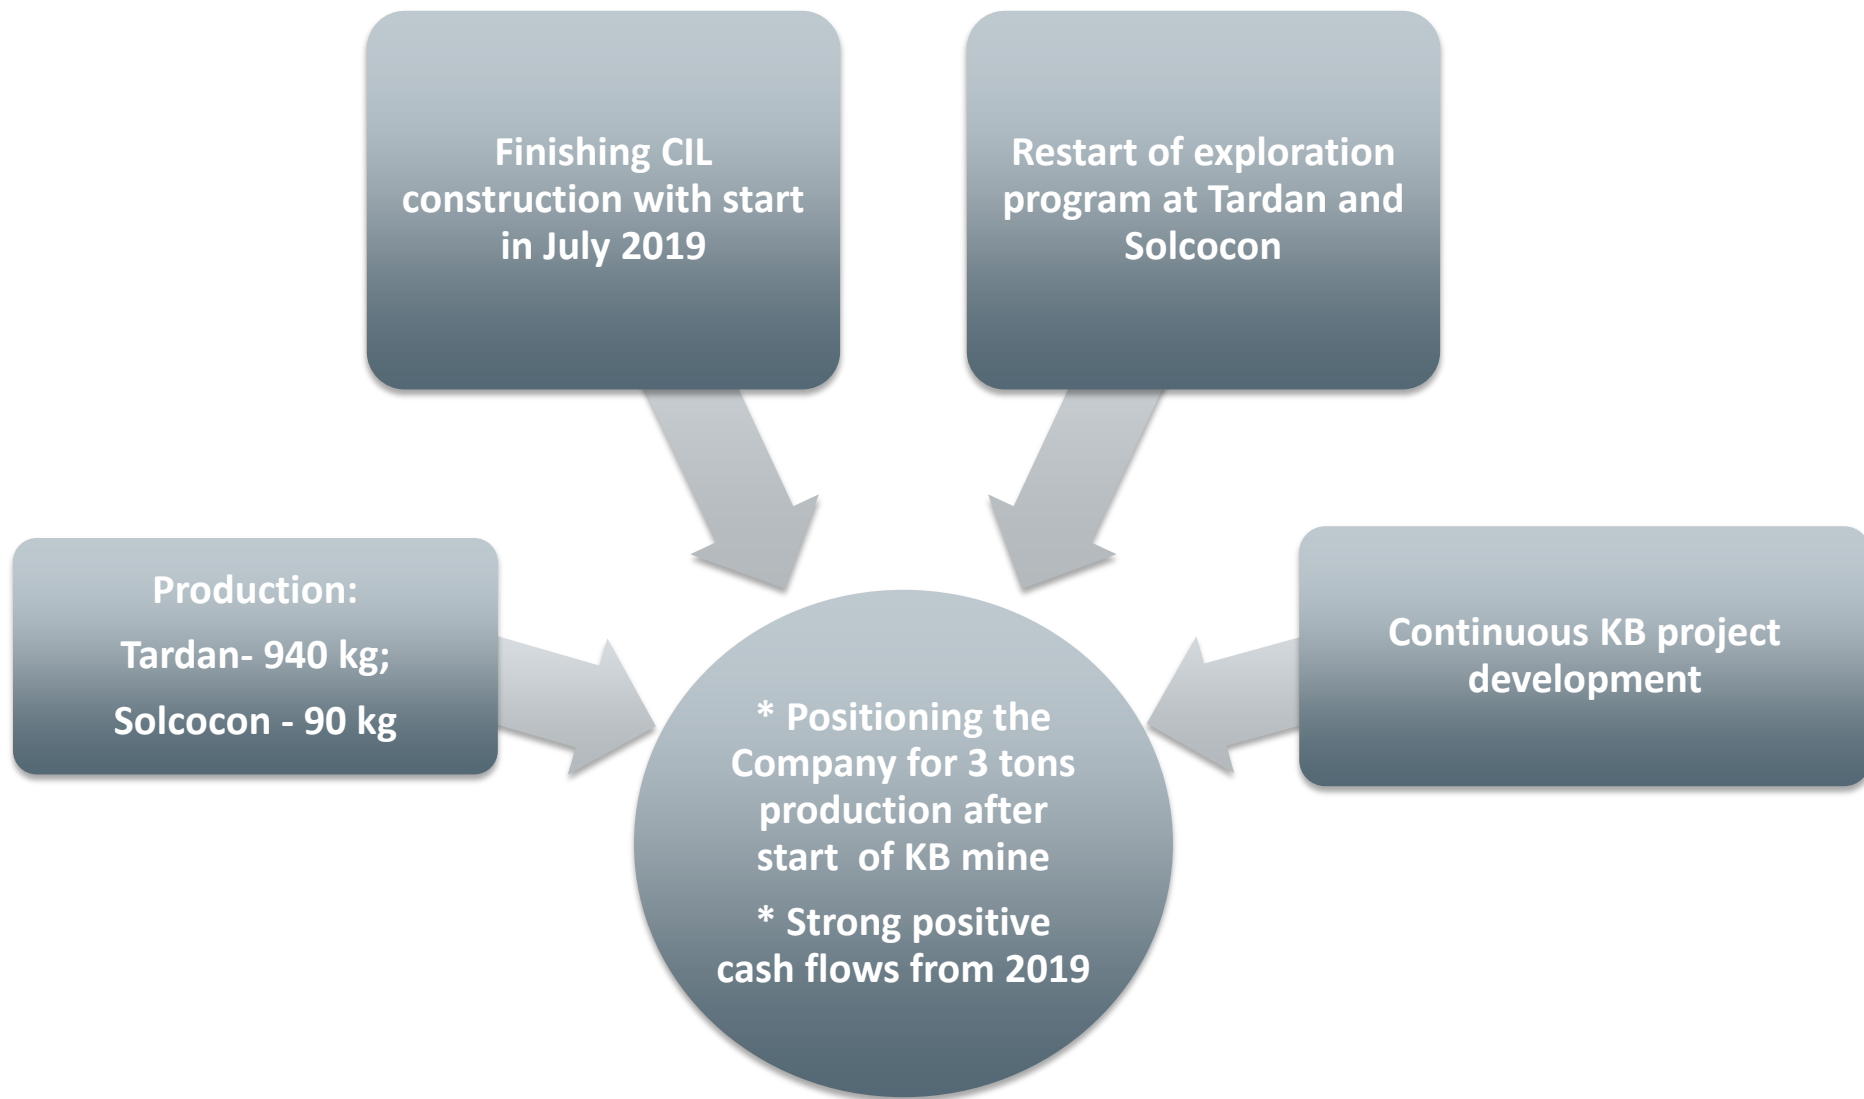 Finishing CIL
construction with start
in July 2019
Restart of exploration
program at Tardan and
Solcocon
Production:
Tardan- 940 kg;
Solcocon - 90 kg
Continuous KB project
development
* Positioning the
Company for 3 tons
production after
start  of KB mine
* Strong positive
cash flows from 2019